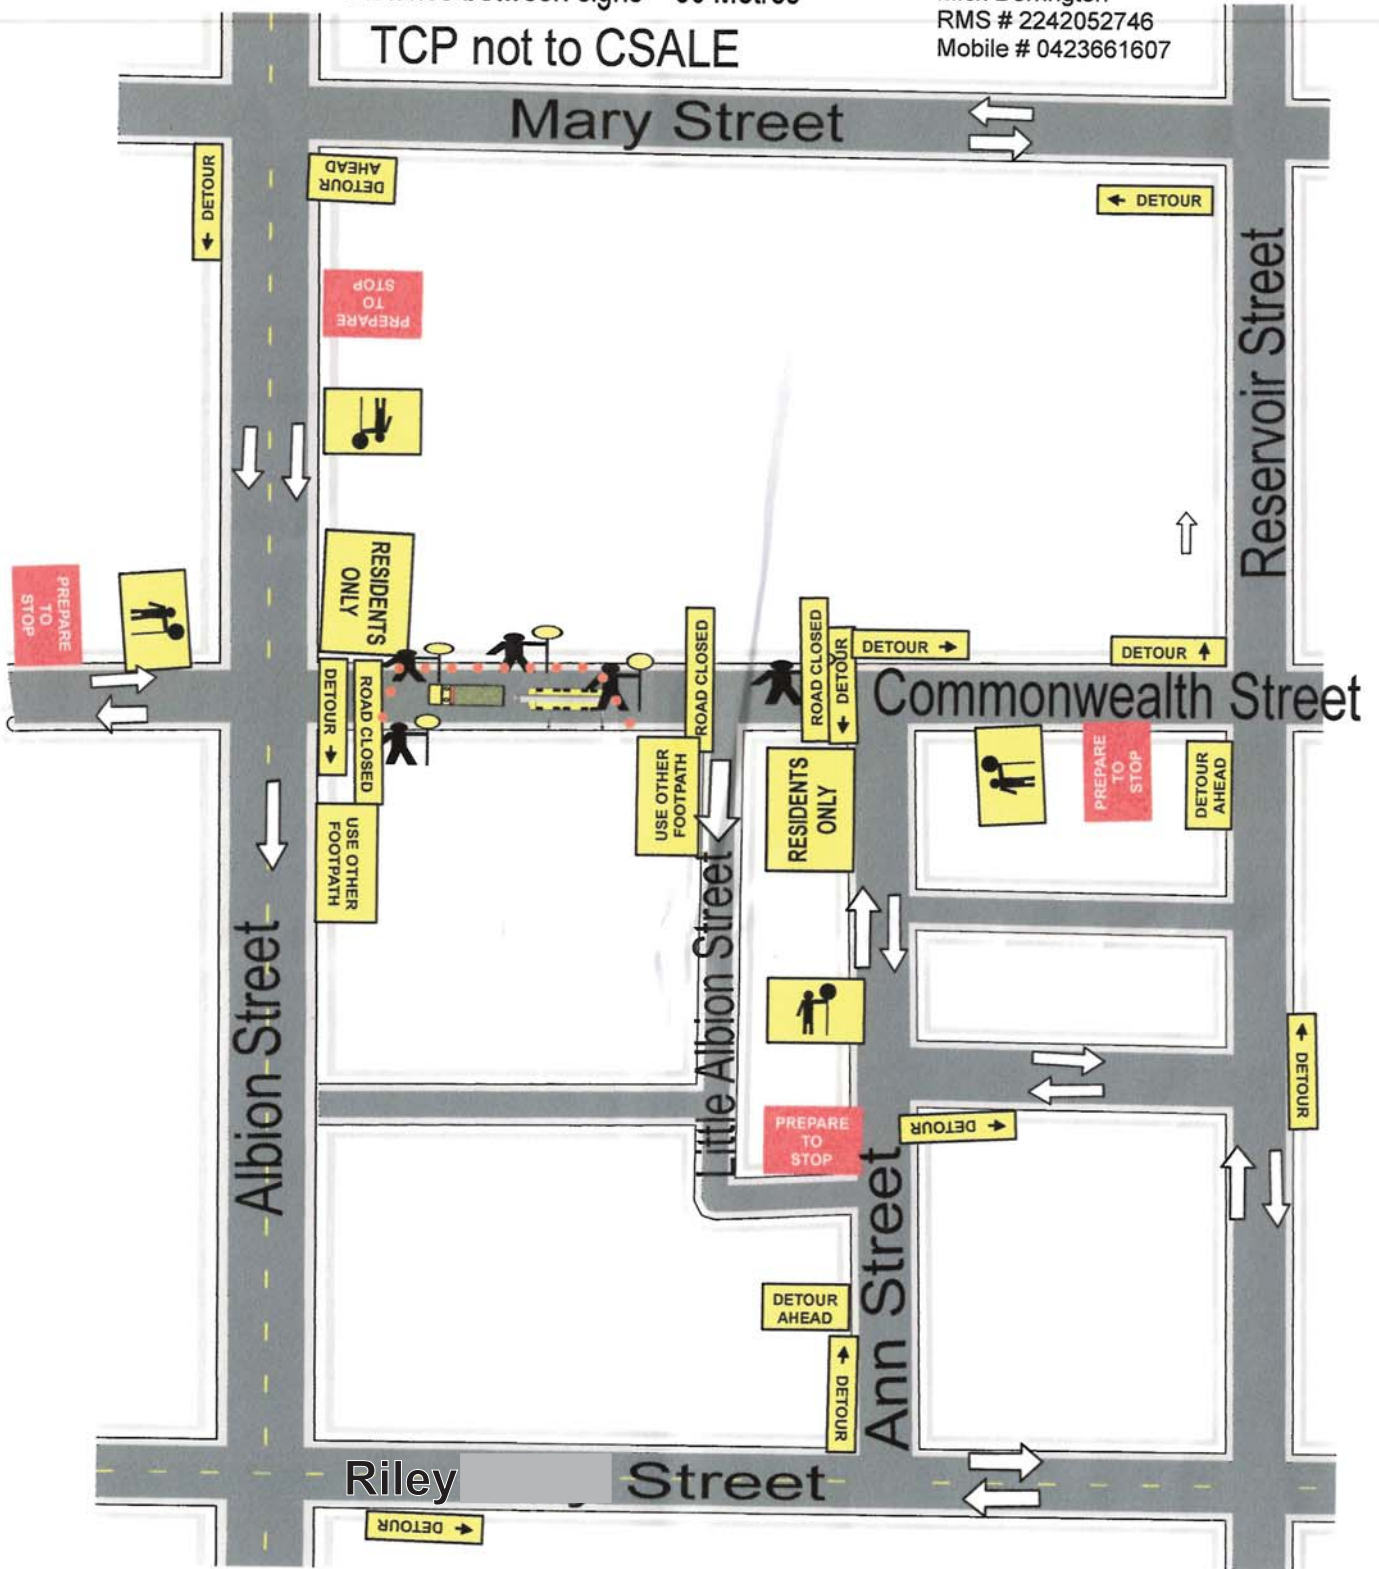 between signs
TCP not to CSALE
RMS # 2242052746
Mobile # 0423661607
Mary Street
DETOUR
DETOUR
AHEAD
DETOUR
PREPARE
TO
STOP
Reservoir Street
RESIDENTS
ONLY
PREPARE
TO
STOP
ROAD CLOSED
ROAD CLOSED
DETOUR
DETOUR
DETOUR
DETOUR
ROAD CLOSED
Commonwealth Street
USE OTHER
FOOTPATH
RESIDENTS
ONLY
PREPARE
TO
STOP
DETOUR
AHEAD
USE OTHER
FOOTPATH
Little Albion Street
Albion Street
DETOUR
PREPARE
TO
STOP
DETOUR
Ann Street
DETOUR
AHEAD
DETOUR
Riley Street
DETOUR